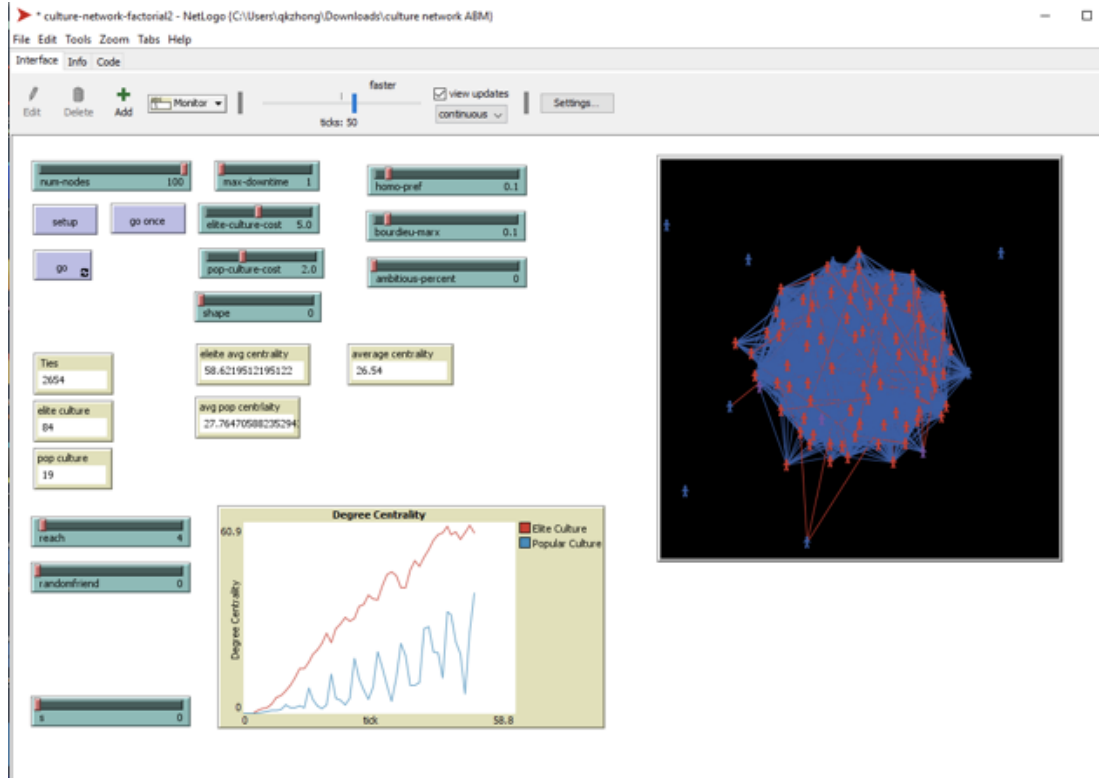 * culture-network-factorial2 - NetLogo {C:\Users\qkzhong\Downloads\culture network ABM}
File Edit Tools Zoom Tabs Help
Interface Info Code
Edit Delete Add Monitor faster view updates Settings...
ticks: 50 continuous
num-nodes 100 max-downtime 1 homo-pref 0.1
setup go once elite-culture-cost 5.0 bourdieu-marx 0.1
go pop-culture-cost 2.0 ambitious-percent 0
shape 0
Ties eleite avg centrality average centrality
2654 58.6219512195122 26.54
elite culture avg pop centrlaity
84 27.764705882352942
pop culture
19
reach 4
randomfriend 0
s 0
Degree Centrality
60.9
Degree Centrality
0
0 tick 58.8
Elite Culture
Popular Culture